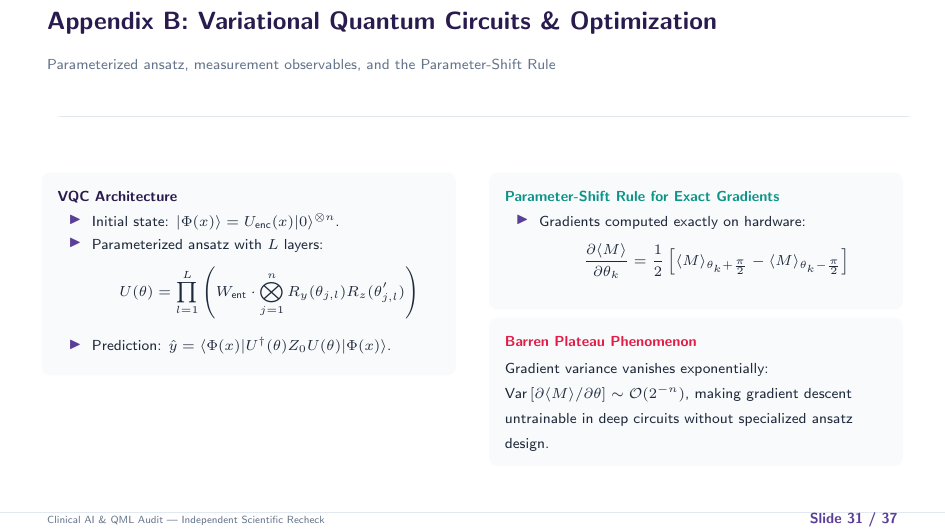 Appendix B: Variational Quantum Circuits & Optimization
Parameterized ansatz, measurement observables, and the Parameter-Shift Rule
VQC Architecture
▶ Initial state: |Φ(x)⟩ = U_enc(x)|0⟩^⊗n.
▶ Parameterized ansatz with L layers:
U(θ) = ∏_{l=1}^{L} ( W_ent · ⨂_{j=1}^{n} R_y(θ_{j,l})R_z(θ′_{j,l}) )
▶ Prediction: ŷ = ⟨Φ(x)|U†(θ)Z₀U(θ)|Φ(x)⟩.
Parameter-Shift Rule for Exact Gradients
▶ Gradients computed exactly on hardware:
∂⟨M⟩/∂θ_k = 1/2 [⟨M⟩_{θ_k+π/2} − ⟨M⟩_{θ_k−π/2}]
Barren Plateau Phenomenon
Gradient variance vanishes exponentially:
Var [∂⟨M⟩/∂θ] ∼ 𝒪(2^{−n}), making gradient descent
untrainable in deep circuits without specialized ansatz
design.
Clinical AI & QML Audit — Independent Scientific Recheck
Slide 31 / 37